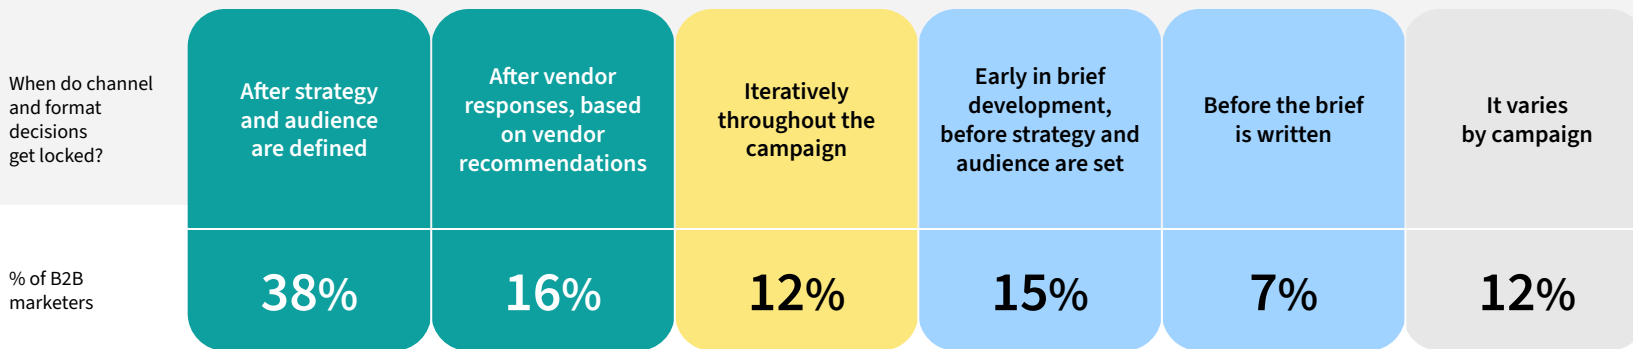 When do channel
and format
decisions
get locked?
After strategy
and audience
are defined
After vendor
responses, based
on vendor
recommendations
Iteratively
throughout the
campaign
Early in brief
development,
before strategy and
audience are set
Before the brief
is written
It varies
by campaign
% of B2B
marketers
38%
16%
12%
15%
7%
12%